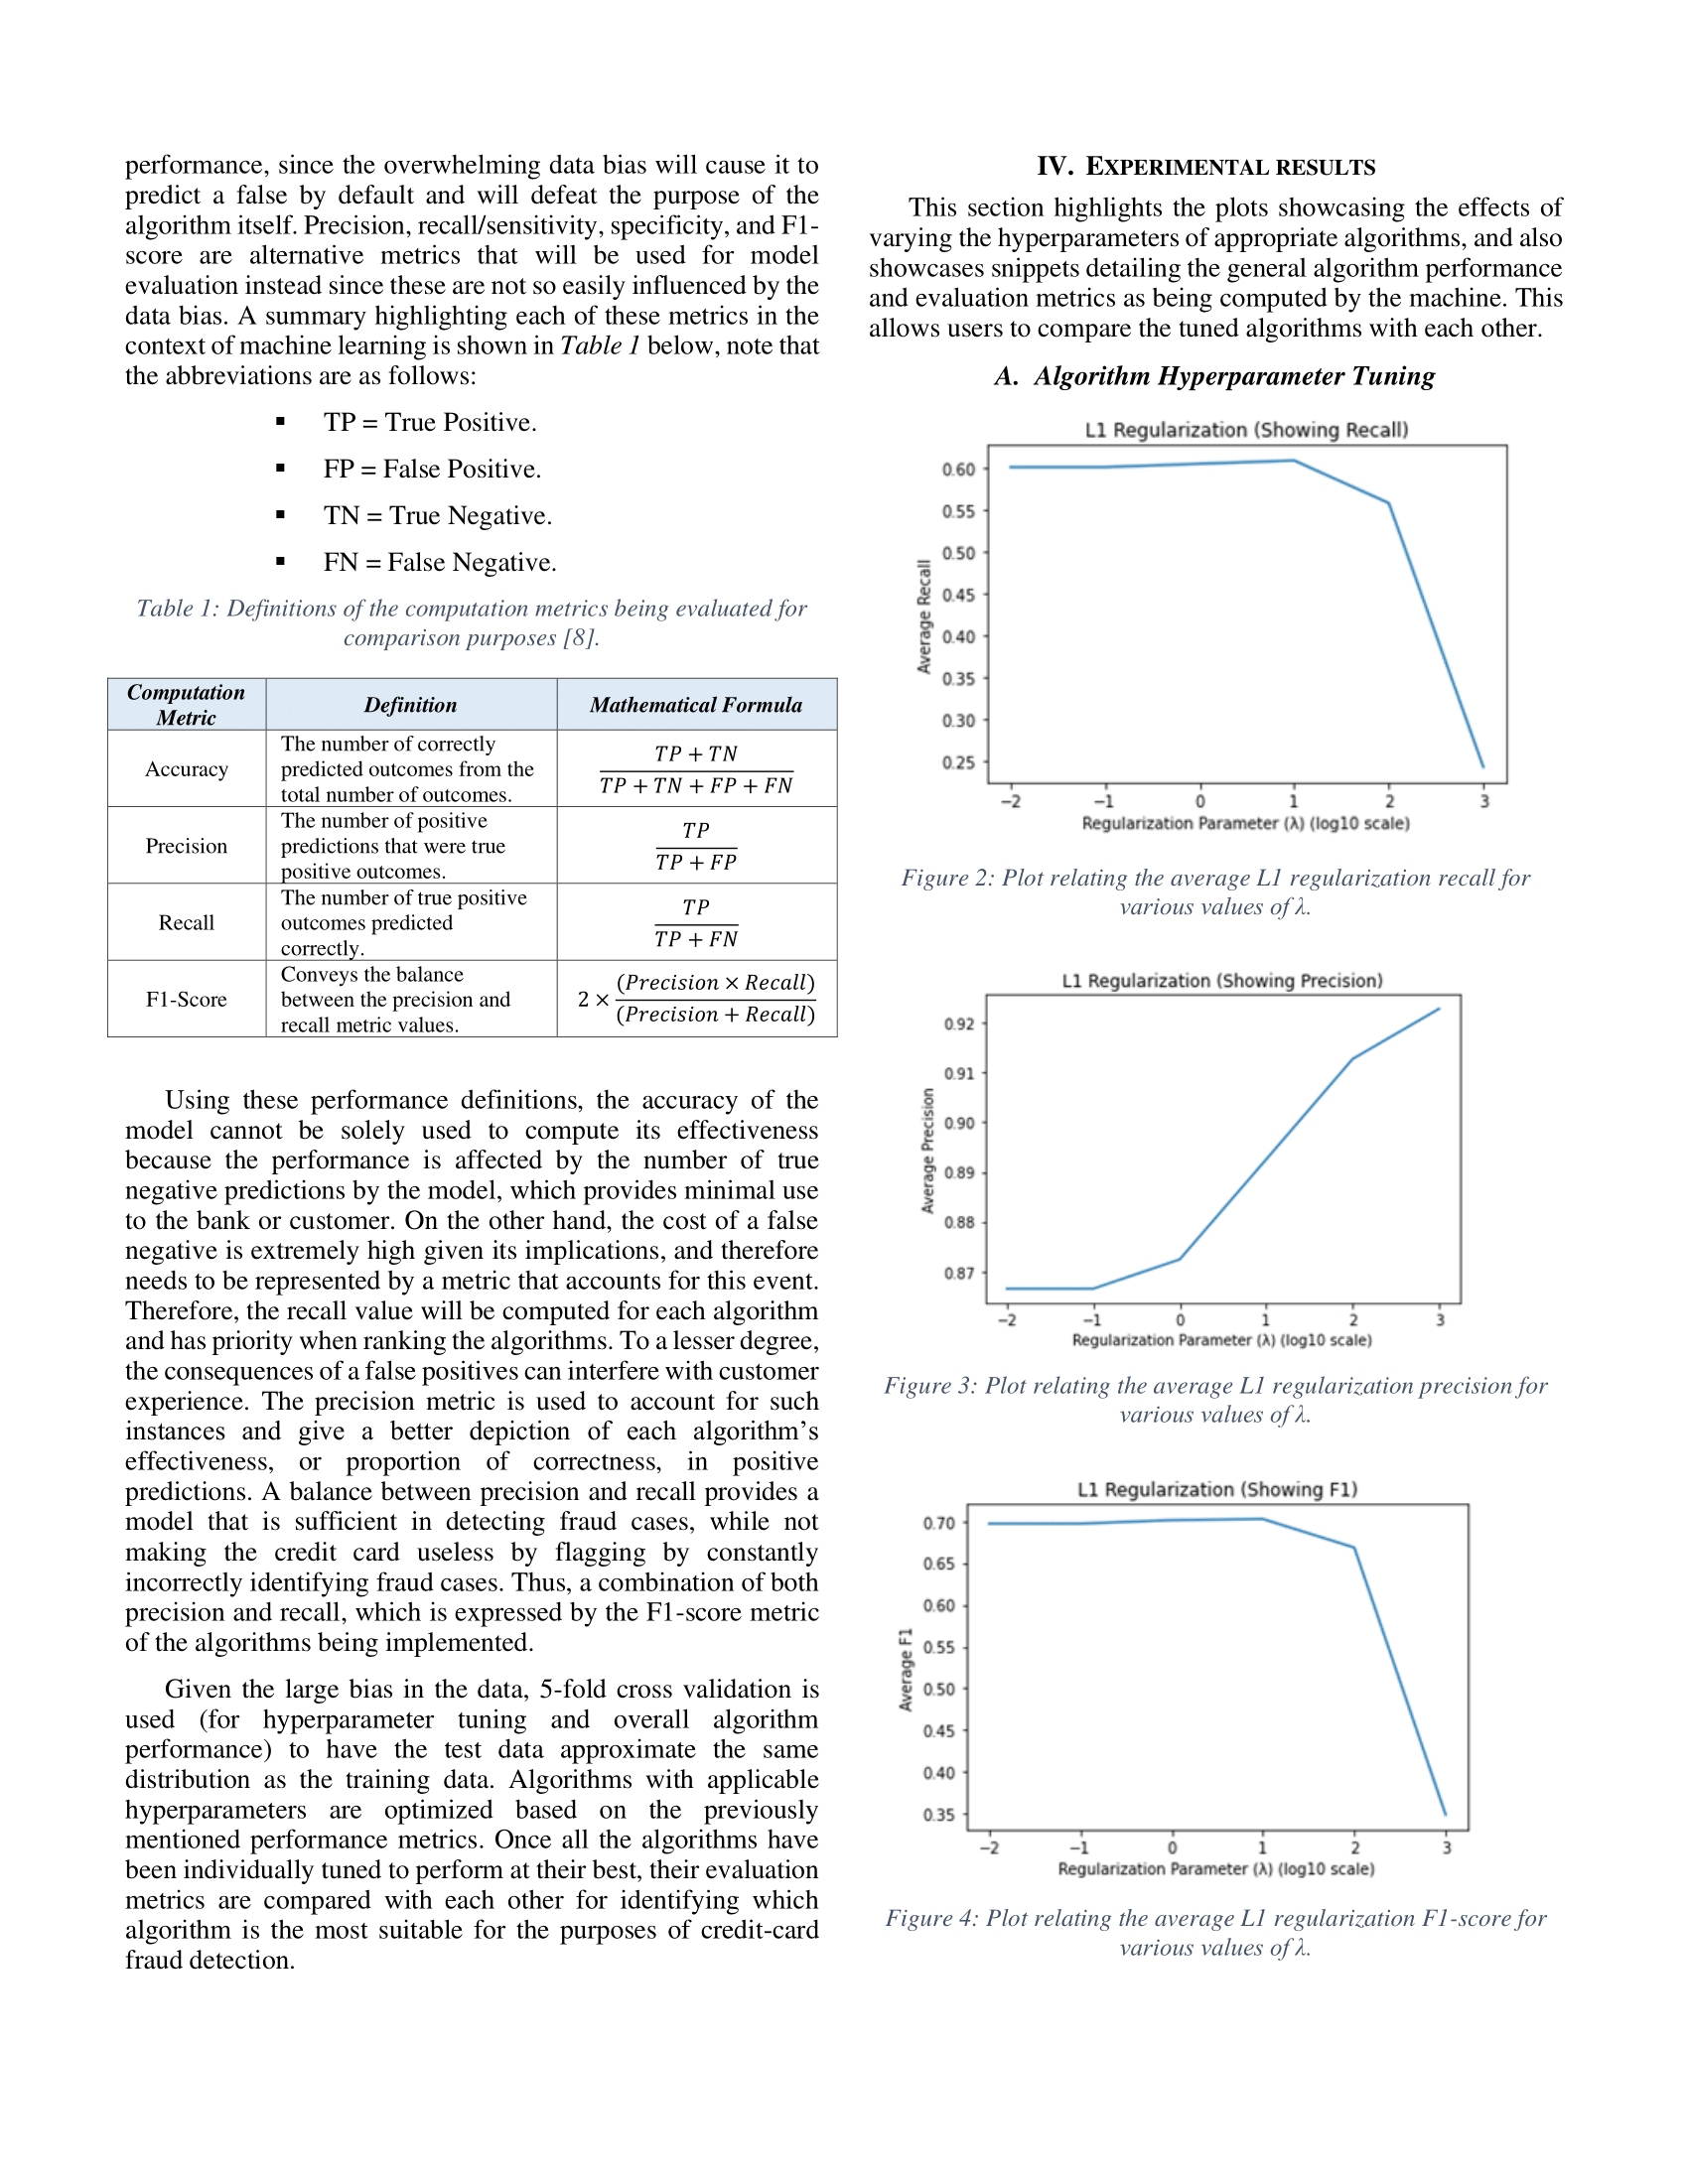 performance, since the overwhelming data bias will cause it to
predict a false by default and will defeat the purpose of the
algorithm itself. Precision, recall/sensitivity, specificity, and F1-
score are alternative metrics that will be used for model
evaluation instead since these are not so easily influenced by the
data bias. A summary highlighting each of these metrics in the
context of machine learning is shown in Table 1 below, note that
the abbreviations are as follows:
▪ TP = True Positive.
▪ FP = False Positive.
▪ TN = True Negative.
▪ FN = False Negative.
Table 1: Definitions of the computation metrics being evaluated for
comparison purposes [8].
Computation
Metric
Definition
Mathematical Formula
Accuracy
The number of correctly
predicted outcomes from the
total number of outcomes.
TP + TN
TP + TN + FP + FN
Precision
The number of positive
predictions that were true
positive outcomes.
TP
TP + FP
Recall
The number of true positive
outcomes predicted
correctly.
TP
TP + FN
F1-Score
Conveys the balance
between the precision and
recall metric values.
2 ×
(Precision × Recall)
(Precision + Recall)
Using these performance definitions, the accuracy of the
model cannot be solely used to compute its effectiveness
because the performance is affected by the number of true
negative predictions by the model, which provides minimal use
to the bank or customer. On the other hand, the cost of a false
negative is extremely high given its implications, and therefore
needs to be represented by a metric that accounts for this event.
Therefore, the recall value will be computed for each algorithm
and has priority when ranking the algorithms. To a lesser degree,
the consequences of a false positives can interfere with customer
experience. The precision metric is used to account for such
instances and give a better depiction of each algorithm's
effectiveness, or proportion of correctness, in positive
predictions. A balance between precision and recall provides a
model that is sufficient in detecting fraud cases, while not
making the credit card useless by flagging by constantly
incorrectly identifying fraud cases. Thus, a combination of both
precision and recall, which is expressed by the F1-score metric
of the algorithms being implemented.
Given the large bias in the data, 5-fold cross validation is
used (for hyperparameter tuning and overall algorithm
performance) to have the test data approximate the same
distribution as the training data. Algorithms with applicable
hyperparameters are optimized based on the previously
mentioned performance metrics. Once all the algorithms have
been individually tuned to perform at their best, their evaluation
metrics are compared with each other for identifying which
algorithm is the most suitable for the purposes of credit-card
fraud detection.
IV. EXPERIMENTAL RESULTS
This section highlights the plots showcasing the effects of
varying the hyperparameters of appropriate algorithms, and also
showcases snippets detailing the general algorithm performance
and evaluation metrics as being computed by the machine. This
allows users to compare the tuned algorithms with each other.
A. Algorithm Hyperparameter Tuning
L1 Regularization (Showing Recall)
Average Recall
0.60
0.55
0.50
0.45
0.40
0.35
0.30
0.25
−2 −1 0 1 2 3
Regularization Parameter (λ) (log10 scale)
Figure 2: Plot relating the average L1 regularization recall for
various values of λ.
L1 Regularization (Showing Precision)
Average Precision
0.92
0.91
0.90
0.89
0.88
0.87
−2 −1 0 1 2 3
Regularization Parameter (λ) (log10 scale)
Figure 3: Plot relating the average L1 regularization precision for
various values of λ.
L1 Regularization (Showing F1)
Average F1
0.70
0.65
0.60
0.55
0.50
0.45
0.40
0.35
−2 −1 0 1 2 3
Regularization Parameter (λ) (log10 scale)
Figure 4: Plot relating the average L1 regularization F1-score for
various values of λ.